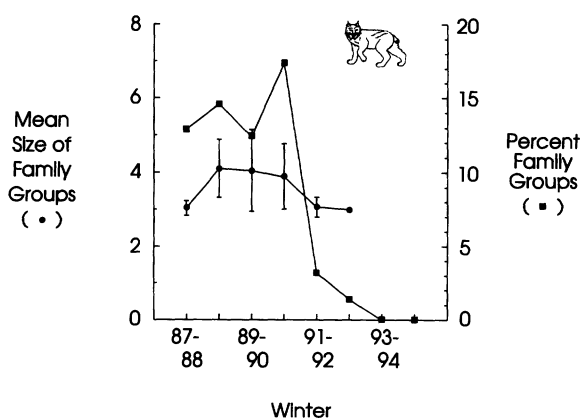 8
6
4
2
0
Mean
Size of
Family
Groups
( • )
20
15
10
5
0
Percent
Family
Groups
( ■ )
87-
88
89-
90
91-
92
93-
94
Winter